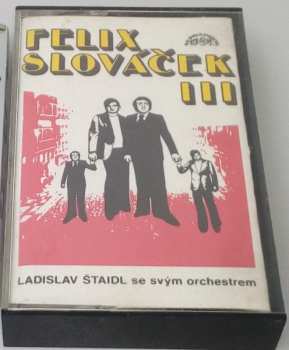 FELIX
SLOVÁČEK
III
LADISLAV ŠTAIDL se svým orchestrem